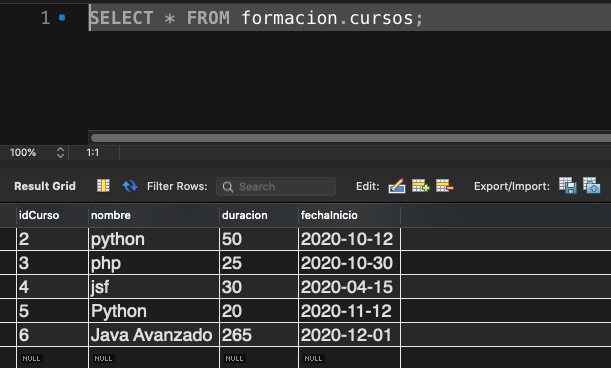 1 SELECT * FROM formacion.cursos;
100% 1:1
Result Grid Filter Rows: Search Edit: Export/Import:
idCurso nombre duracion fechaInicio
2 python 50 2020-10-12
3 php 25 2020-10-30
4 jsf 30 2020-04-15
5 Python 20 2020-11-12
6 Java Avanzado 265 2020-12-01
NULL NULL NULL NULL